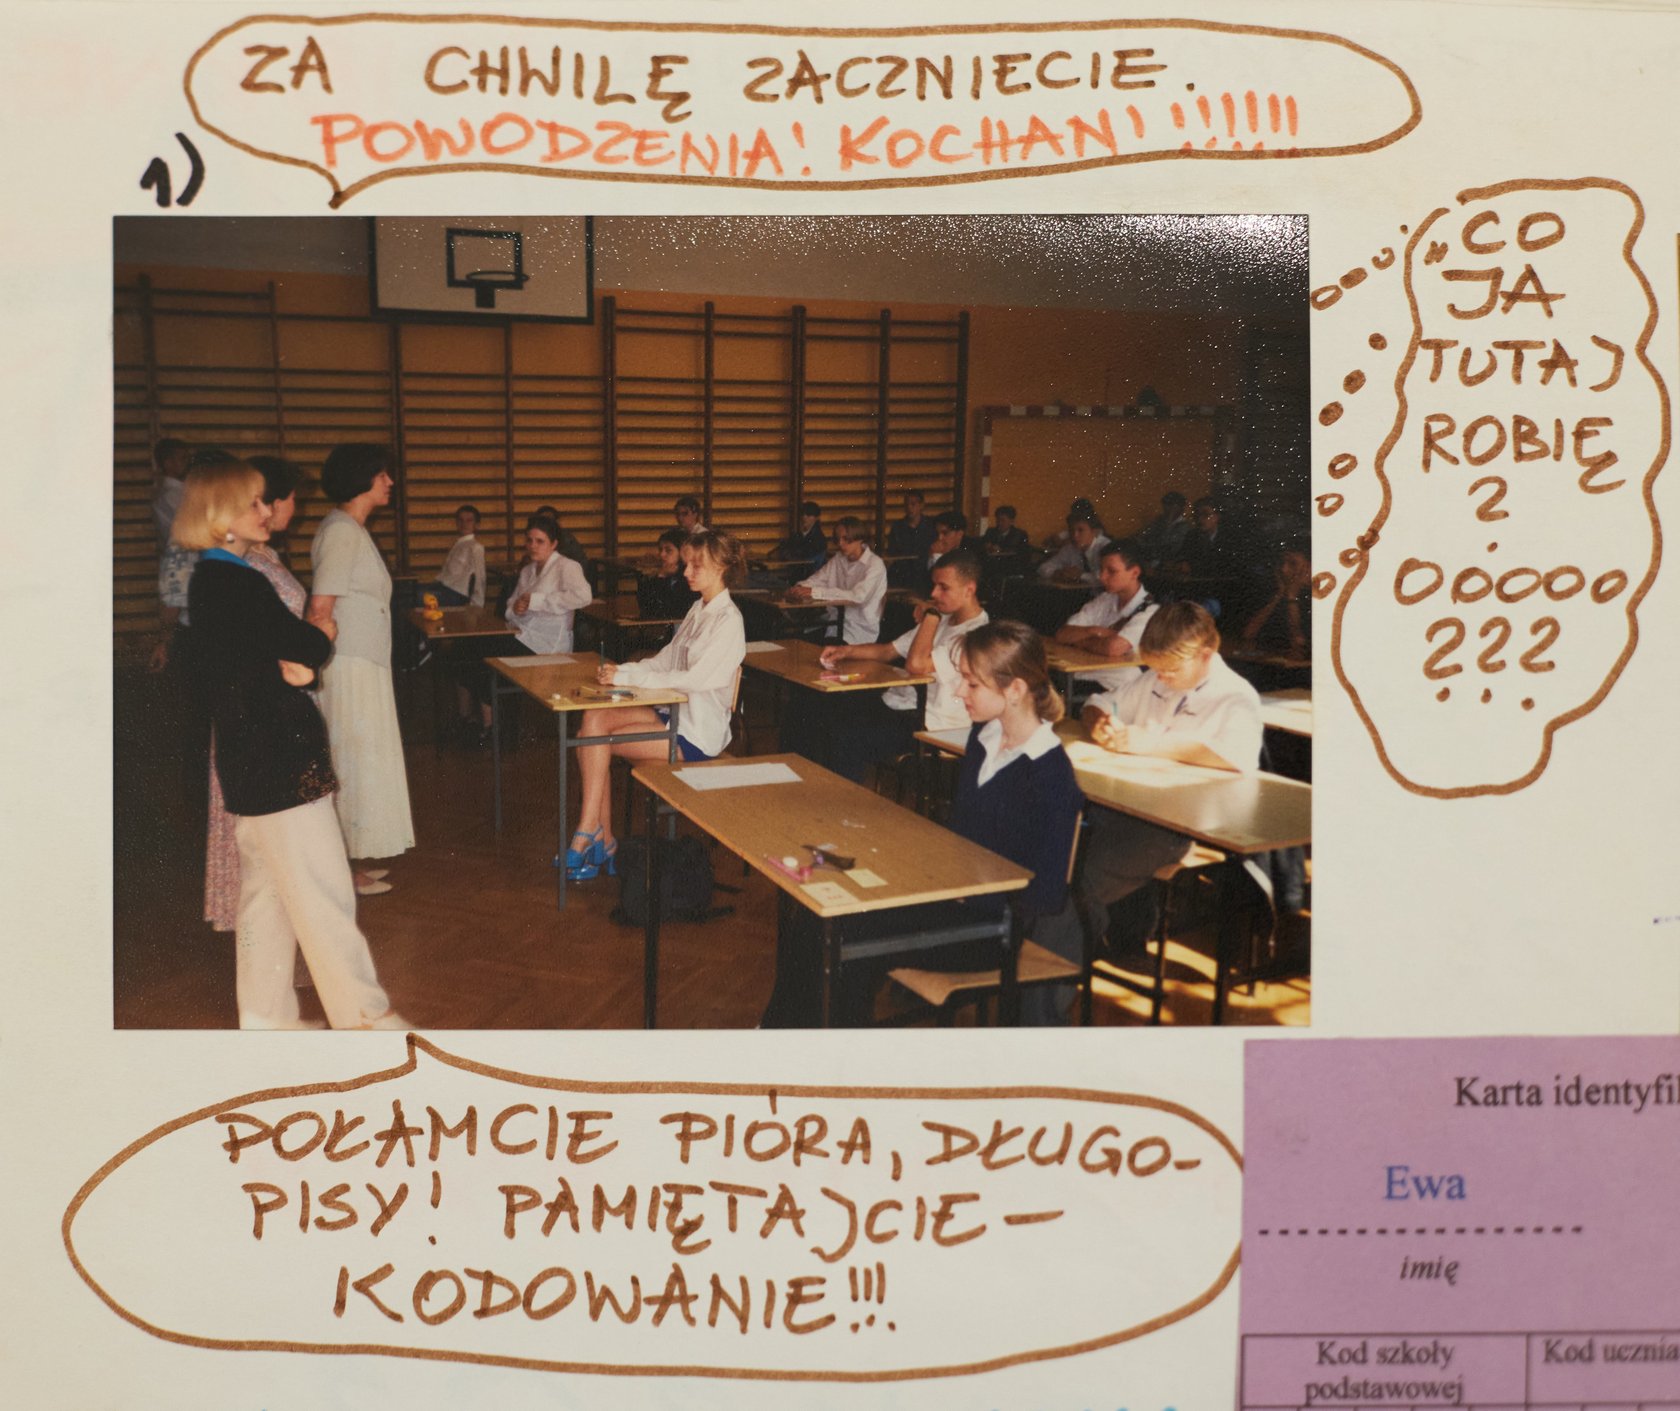 ZA CHWILĘ ZACZNIECIE.
POWODZENIA! KOCHANI !!!!!!
1)
CO
JA
TUTAJ
ROBIĘ
?
OOOOO
???
POŁAMCIE PIÓRA, DŁUGO-
PISY! PAMIĘTAJCIE –
KODOWANIE!!!
Karta identyfi
Ewa
imię
Kod szkoły
podstawowej
Kod ucznia